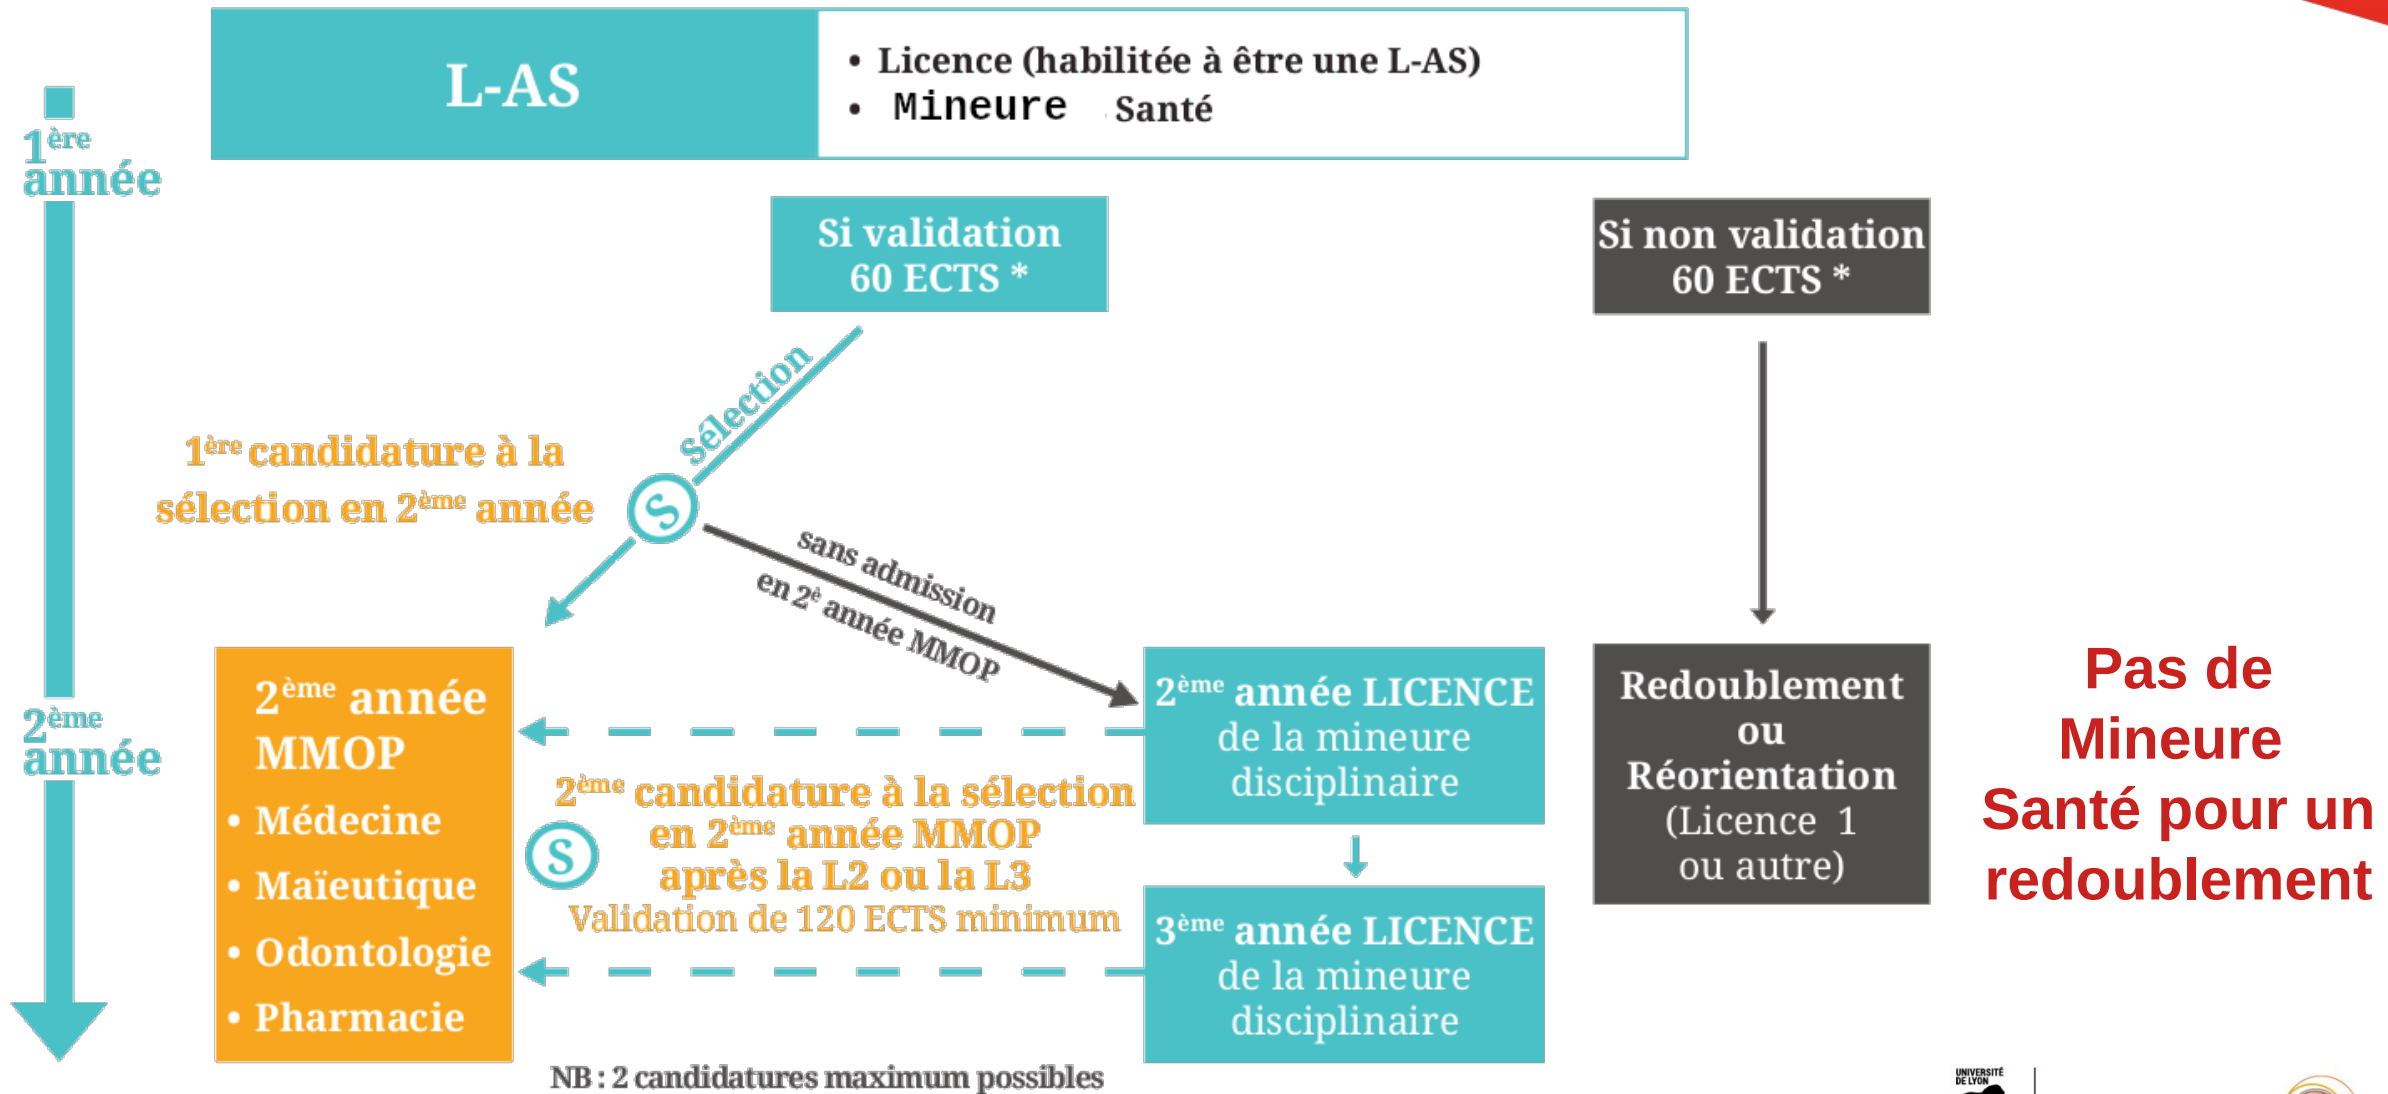 L-AS
• Licence (habilitée à être une L-AS)
• Mineure Santé
1ère
année
Si validation
60 ECTS *
Si non validation
60 ECTS *
Sélection
1ère candidature à la
sélection en 2ème année
S
sans admission
en 2è année MMOP
2ème
année
2ème année
MMOP
• Médecine
• Maïeutique
• Odontologie
• Pharmacie
2ème candidature à la sélection
en 2ème année MMOP
après la L2 ou la L3
Validation de 120 ECTS minimum
S
2ème année LICENCE
de la mineure
disciplinaire
3ème année LICENCE
de la mineure
disciplinaire
Redoublement
ou
Réorientation
(Licence 1
ou autre)
Pas de
Mineure
Santé pour un
redoublement
NB : 2 candidatures maximum possibles
UNIVERSITÉ
DE LYON